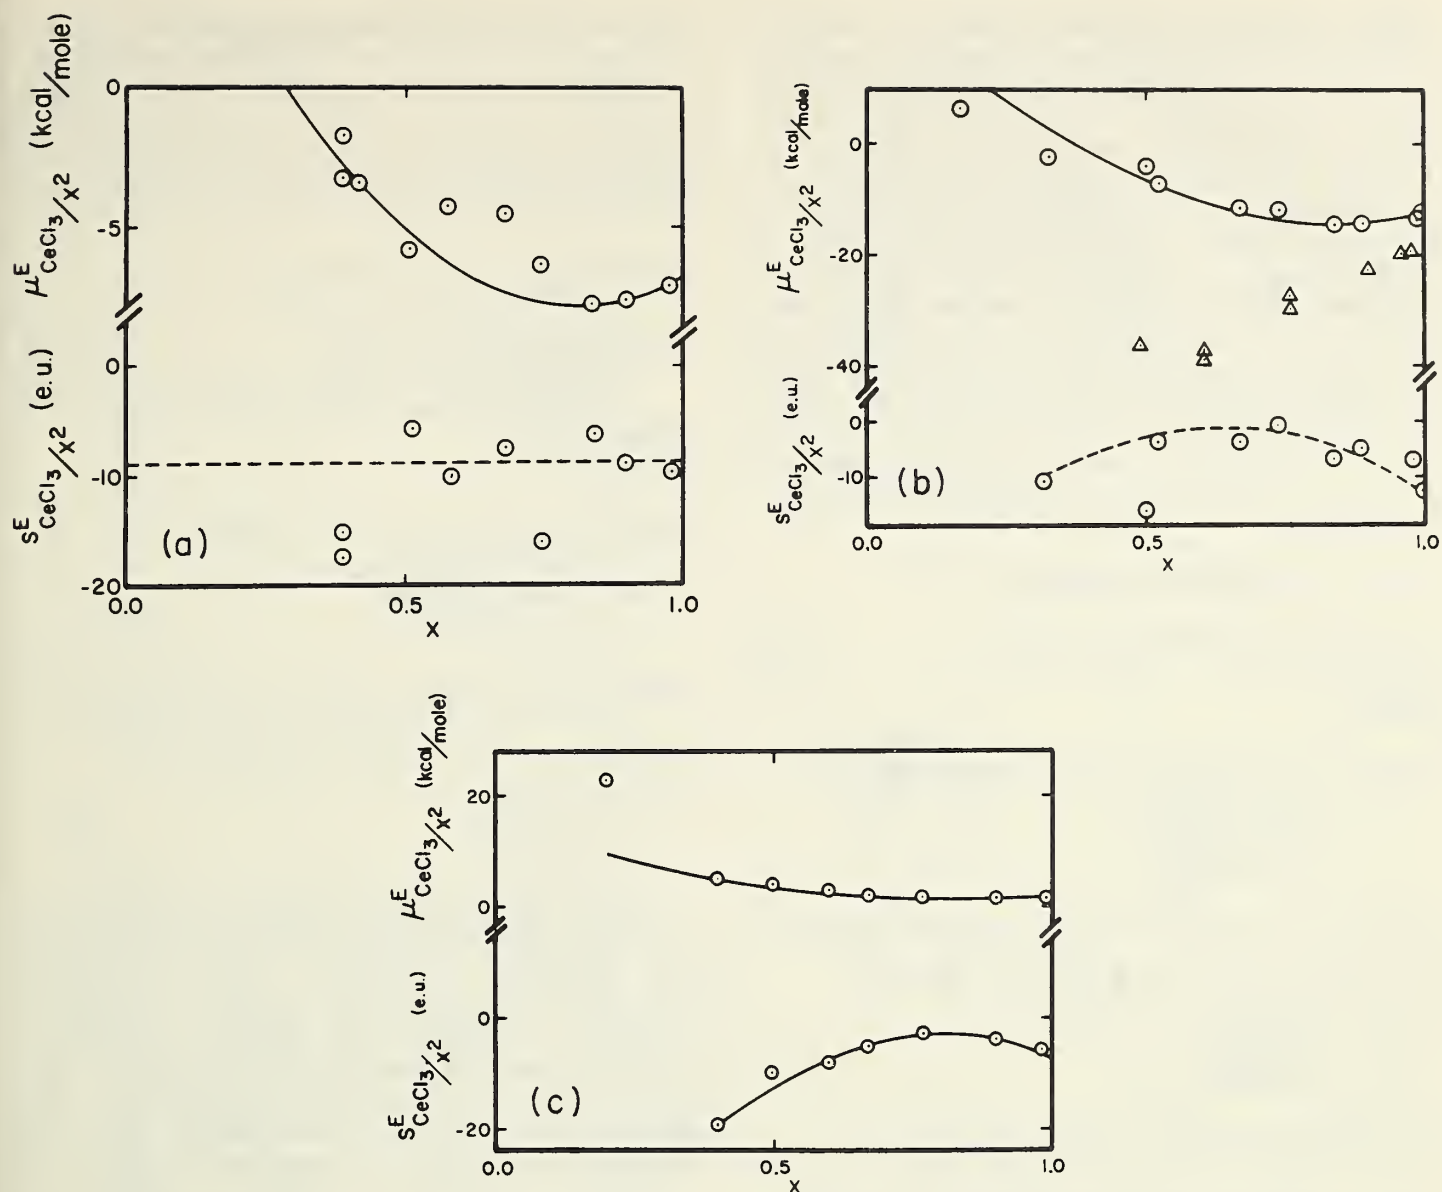 μ^E_CeCl3/x^2 (kcal/mole)
0
-5
S^E_CeCl3/x^2 (e.u.)
0
-10
-20
(a)
0.0 0.5 1.0
x
μ^E_CeCl3/x^2 (kcal/mole)
0
-20
-40
S^E_CeCl3/x^2 (e.u.)
0
-10
(b)
0.0 0.5 1.0
x
μ^E_CeCl3/x^2 (kcal/mole)
20
0
S^E_CeCl3/x^2 (e.u.)
0
-20
(c)
0.0 0.5 1.0
x